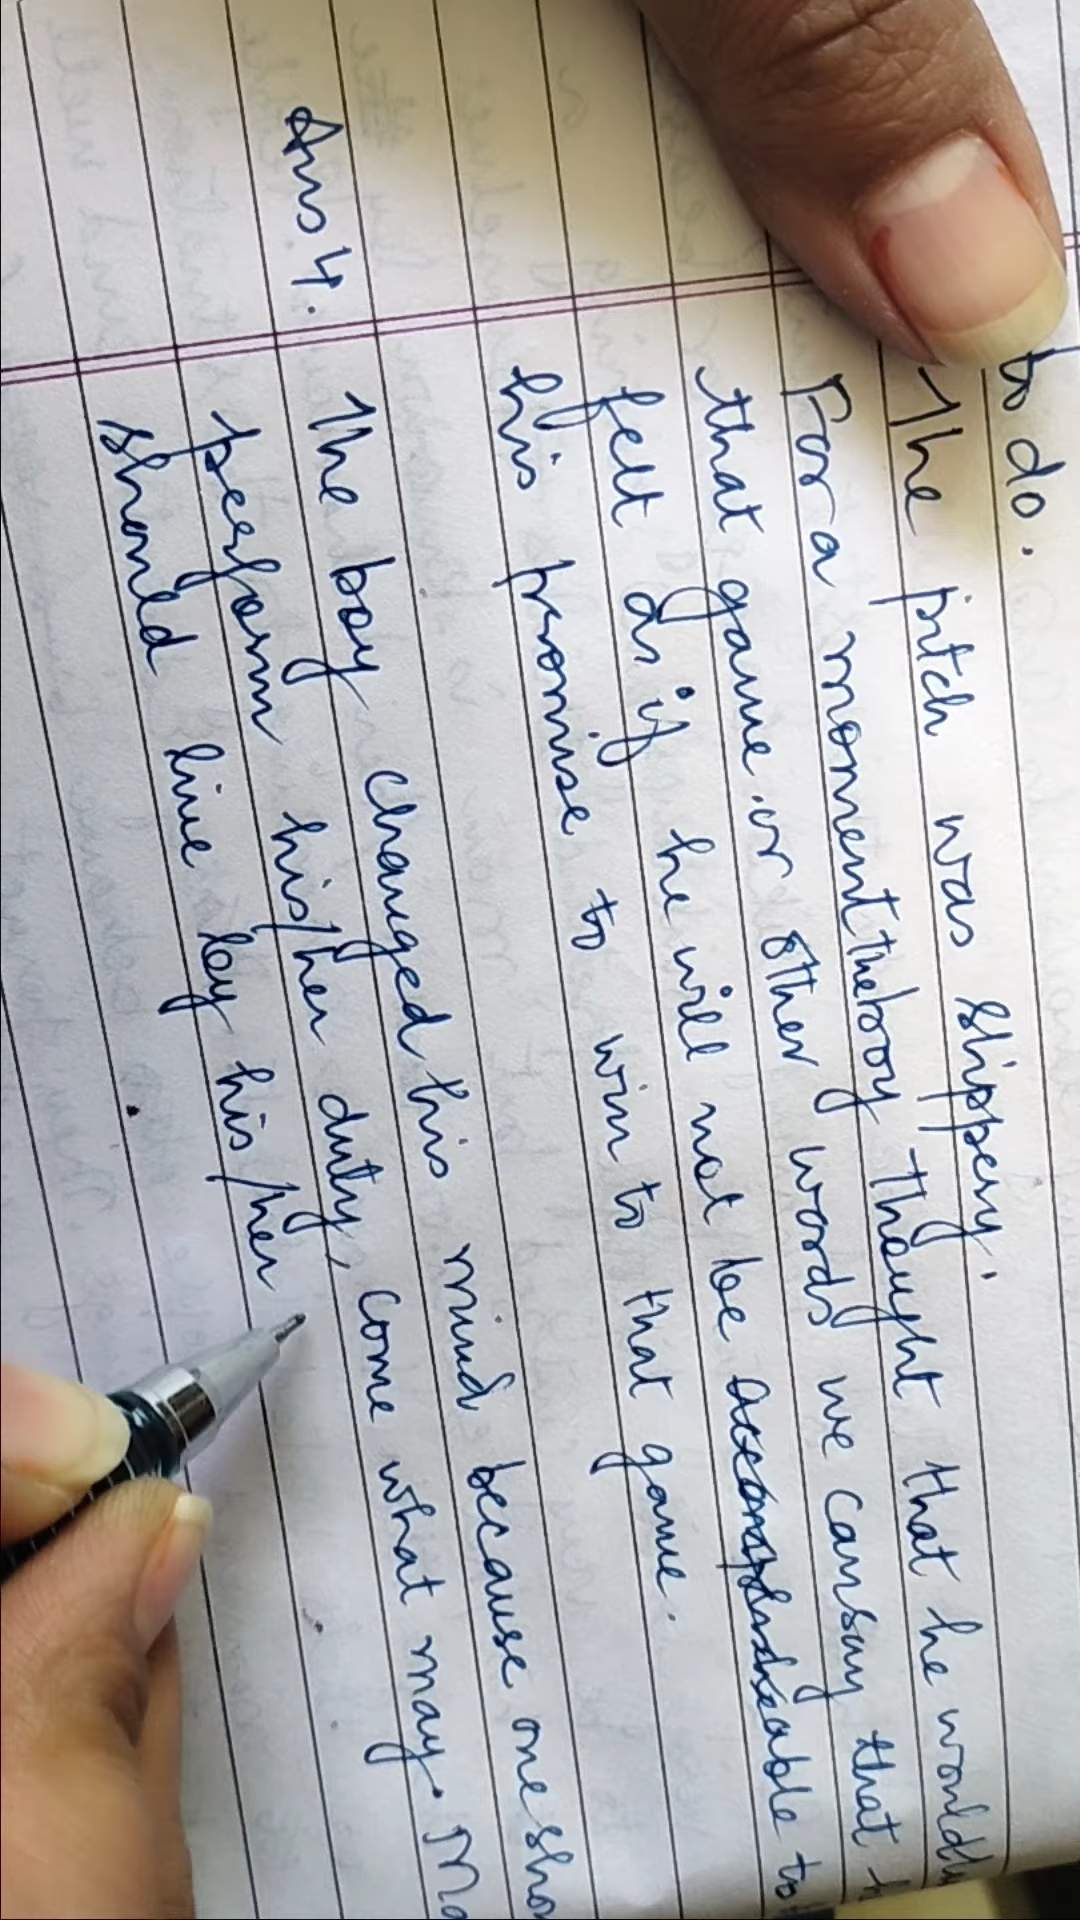 to do.
The pitch was slippery.
For a moment the boy Thought that he would
that game. or other words we can say that
felt as if he will not be able to
his promise to win to that game.
Ans 4. The boy changed his mind because one
perform his/her duty, come what may.
should live by his/her